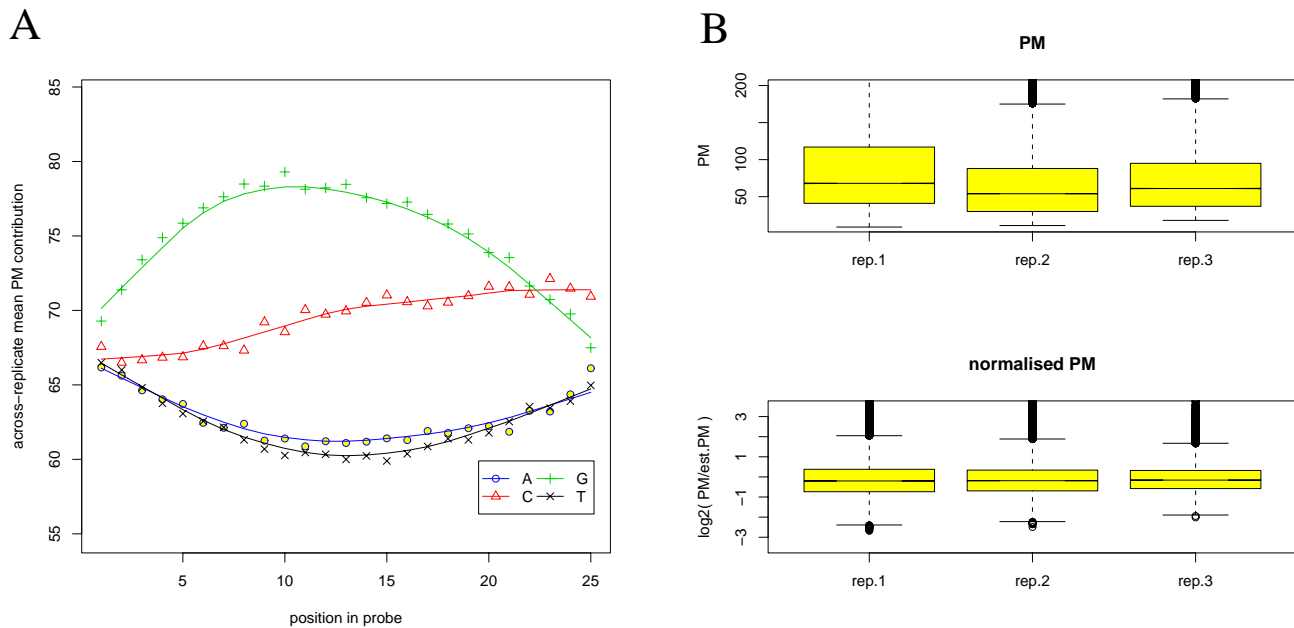 A
across−replicate mean PM contribution
85
80
75
70
65
60
55
5 10 15 20 25
position in probe
A G
C T
B
PM
PM
200
100
50
rep.1 rep.2 rep.3
normalised PM
log2( PM/est.PM )
3
1
−1
−3
rep.1 rep.2 rep.3